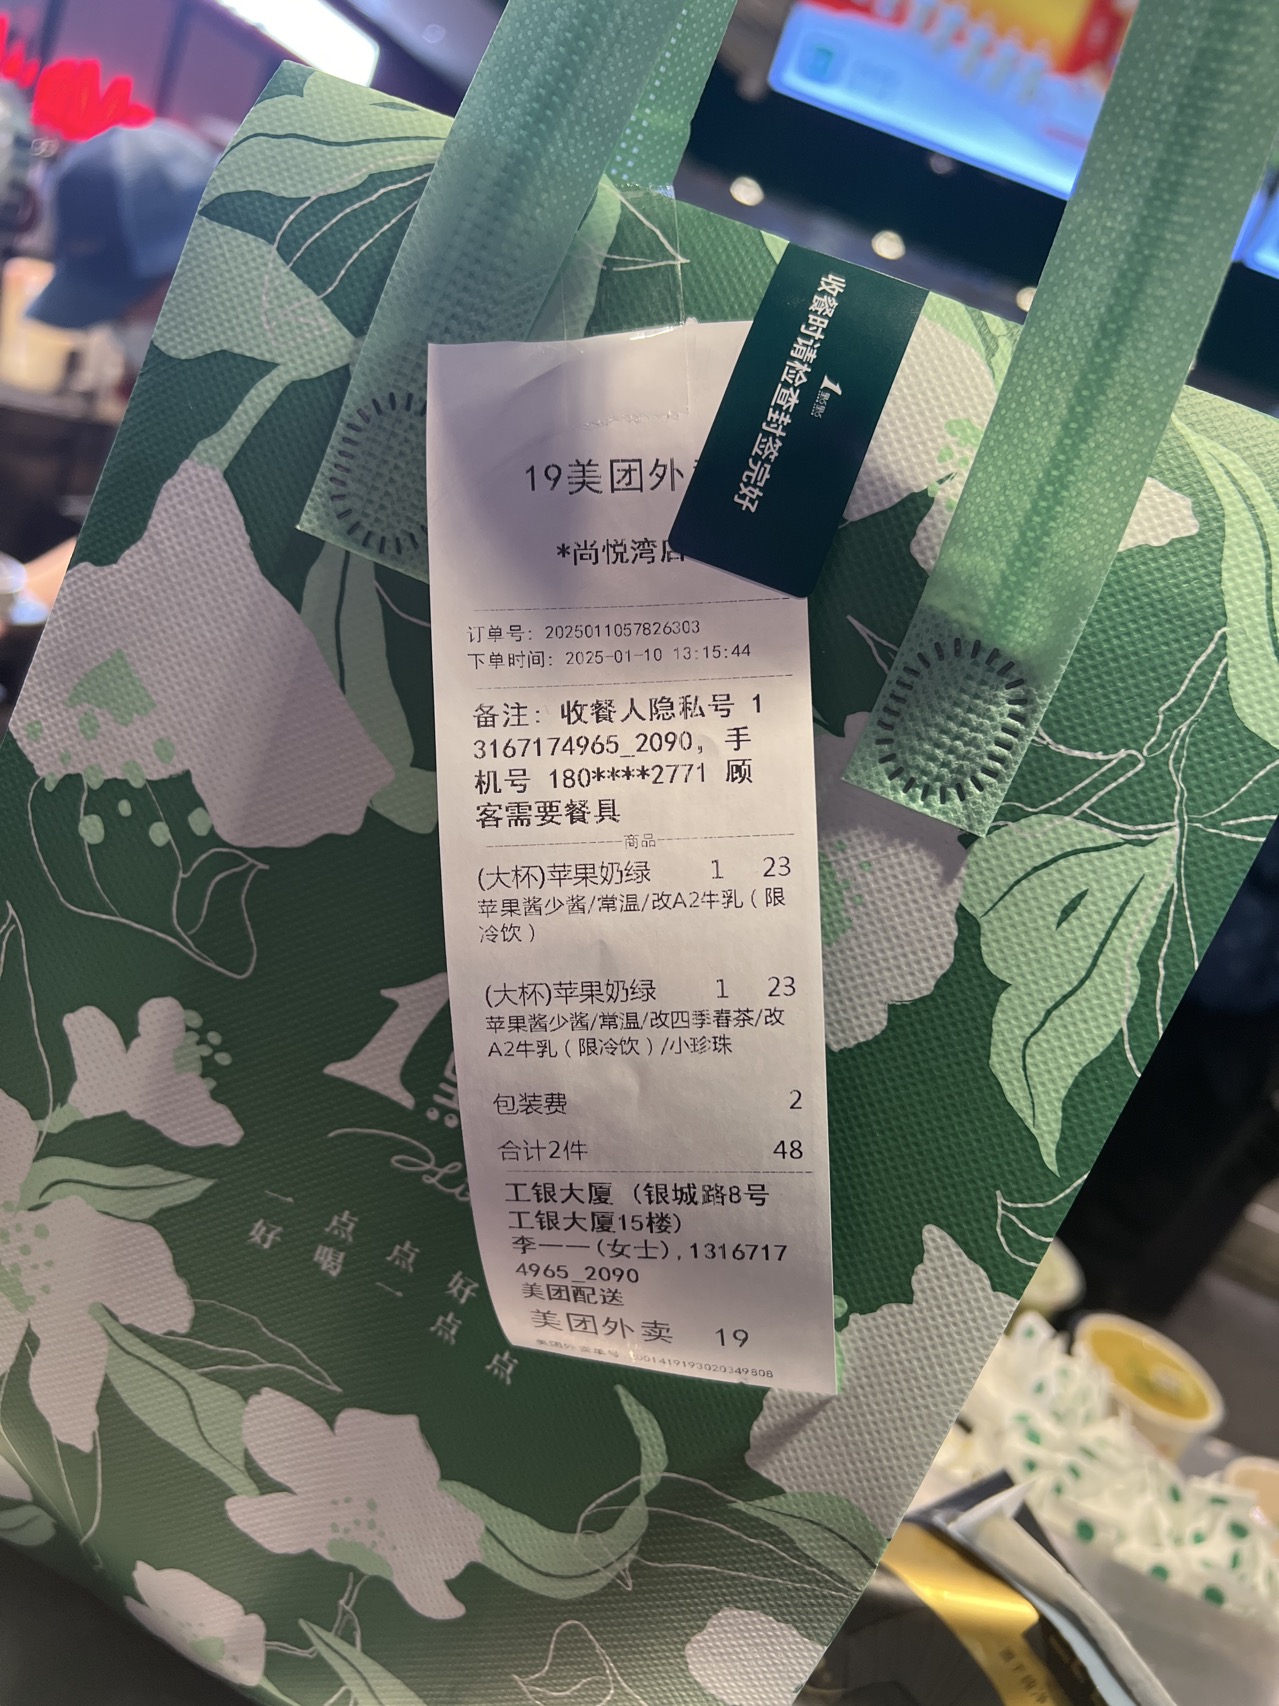 收餐时请检查封签完好
1點點
19美团外
*尚悦湾店
订单号: 2025011057826303
下单时间: 2025-01-10 13:15:44
备注: 收餐人隐私号 1
3167174965_2090, 手
机号 180****2771 顾
客需要餐具
商品
(大杯)苹果奶绿 1 23
苹果酱少酱/常温/改A2牛乳（限
冷饮）
(大杯)苹果奶绿 1 23
苹果酱少酱/常温/改四季春茶/改
A2牛乳（限冷饮）/小珍珠
包装费 2
合计2件 48
工银大厦（银城路8号
工银大厦15楼）
李一一(女士),1316717
4965_2090
美团配送
美团外卖 19
一点点好
好喝一点点